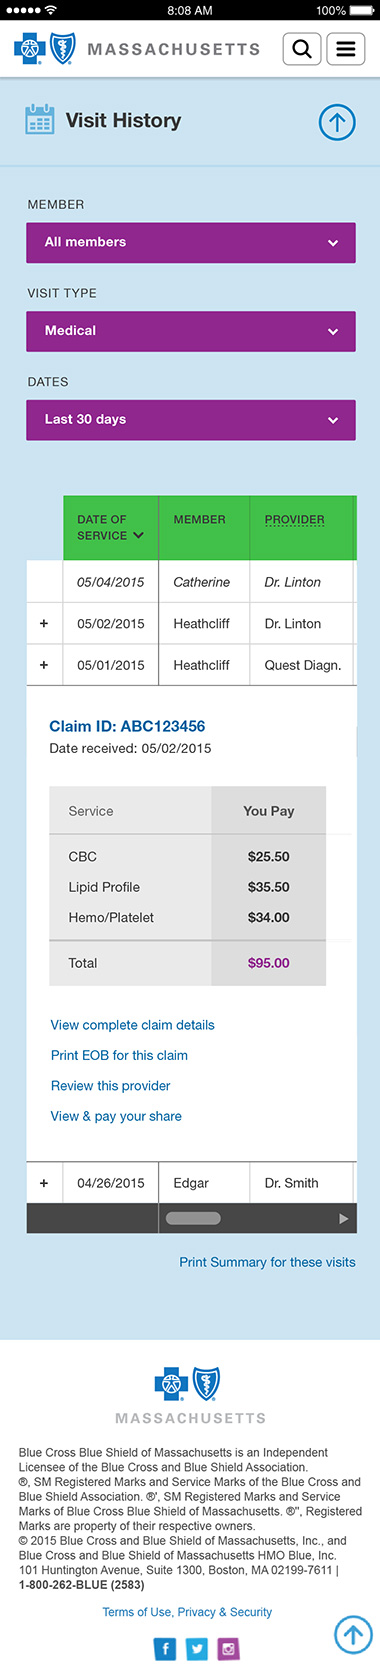 8:08 AM 100%
MASSACHUSETTS
Visit History
MEMBER
All members
VISIT TYPE
Medical
DATES
Last 30 days
DATE OF SERVICE MEMBER PROVIDER
05/04/2015 Catherine Dr. Linton
+ 05/02/2015 Heathcliff Dr. Linton
+ 05/01/2015 Heathcliff Quest Diagn.
Claim ID: ABC123456
Date received: 05/02/2015
Service You Pay
CBC $25.50
Lipid Profile $35.50
Hemo/Platelet $34.00
Total $95.00
View complete claim details
Print EOB for this claim
Review this provider
View & pay your share
+ 04/26/2015 Edgar Dr. Smith
Print Summary for these visits
MASSACHUSETTS
Blue Cross Blue Shield of Massachusetts is an Independent
Licensee of the Blue Cross and Blue Shield Association.
®, SM Registered Marks and Service Marks of the Blue Cross and
Blue Shield Association. ®', SM Registered Marks and Service
Marks of Blue Cross Blue Shield of Massachusetts. ®", Registered
Marks are property of their respective owners.
© 2015 Blue Cross and Blue Shield of Massachusetts, Inc., and
Blue Cross and Blue Shield of Massachusetts HMO Blue, Inc.
101 Huntington Avenue, Suite 1300, Boston, MA 02199-7611 |
1-800-262-BLUE (2583)
Terms of Use, Privacy & Security